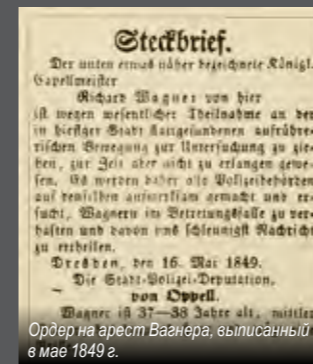 Steckbrief.
Der unten etwas näher bezeichnete Königl.
Capellmeister
Richard Wagner von hier
ist wegen wesentlicher Theilnahme an der
in hiesiger Stadt stattgefundenen aufrühre-
rischen Bewegung zur Untersuchung zu zie-
hen, zur Zeit aber nicht zu erlangen gewe-
sen. Es werden daher alle Polizeibehörden
auf denselben aufmerksam gemacht und er-
sucht, Wagnern im Betretungsfalle zu ver-
haften und davon uns schleunigst Nachricht
zu ertheilen.
Dresden, den 16. Mai 1849.
Die Stadt-Polizei-Deputation.
von Oppell.
Wagner ist 37—38 Jahre alt, mittler
Ордер на арест Вагнера, выписанный
в мае 1849 г.